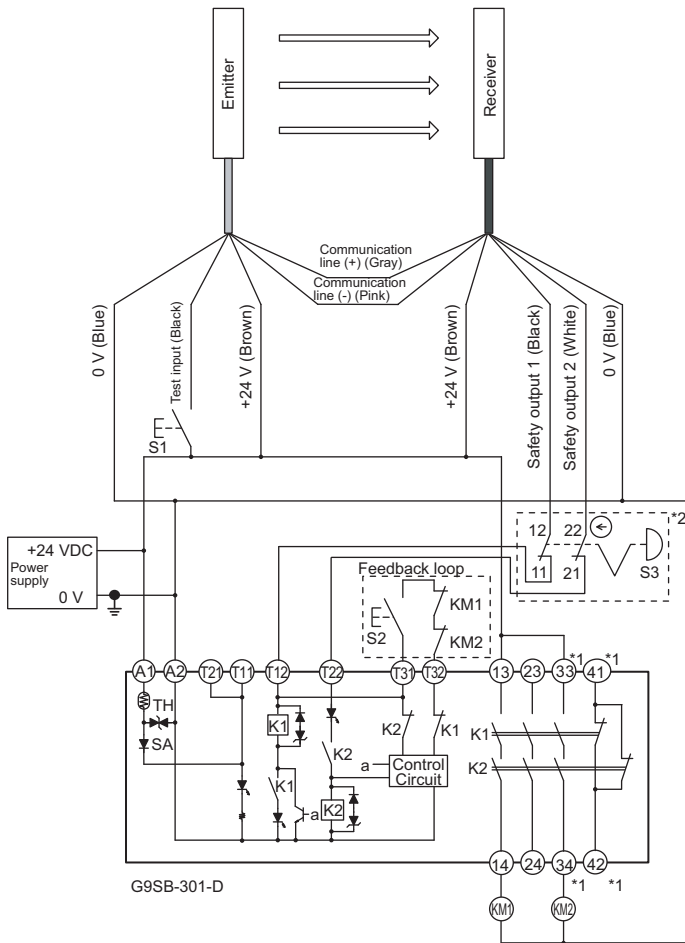 Emitter
Receiver
Communication
line (+) (Gray)
Communication
line (-) (Pink)
0 V (Blue)
Test input (Black)
+24 V (Brown)
+24 V (Brown)
Safety output 1 (Black)
Safety output 2 (White)
0 V (Blue)
S1
*2
12
22
11
21
S3
+24 VDC
Power
supply
0 V
Feedback loop
S2
KM1
KM2
A1
A2
T21
T11
T12
T22
T31
T32
13
23
33
*1
41
*1
TH
SA
K1
K1
K2
K2
a
K2
K1
a
Control
Circuit
K1
K2
14
24
34
*1
42
*1
G9SB-301-D
KM1
KM2